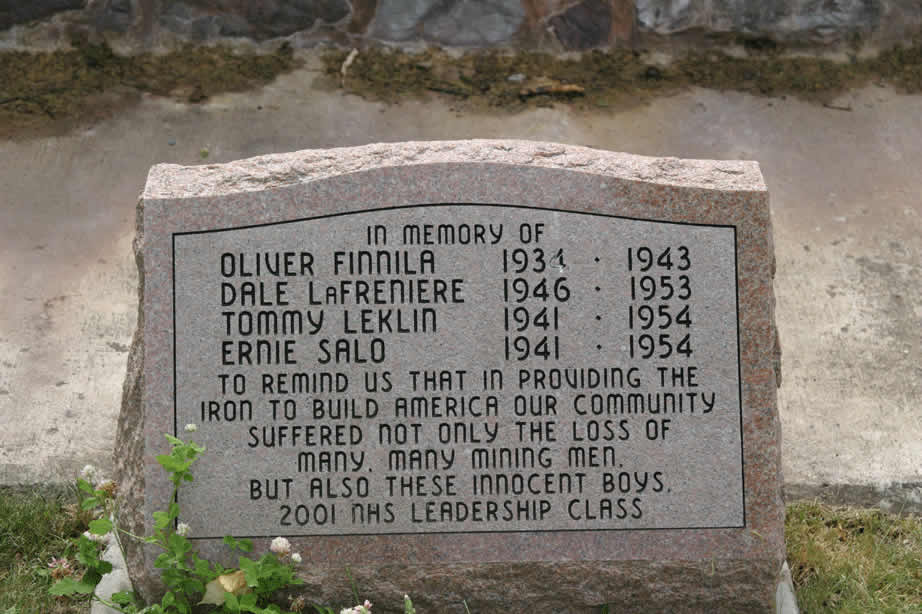 IN MEMORY OF
OLIVER FINNILA 1934 · 1943
DALE LaFRENIERE 1946 · 1953
TOMMY LEKLIN 1941 · 1954
ERNIE SALO 1941 · 1954
TO REMIND US THAT IN PROVIDING THE
IRON TO BUILD AMERICA OUR COMMUNITY
SUFFERED NOT ONLY THE LOSS OF
MANY, MANY MINING MEN,
BUT ALSO THESE INNOCENT BOYS.
2001 NHS LEADERSHIP CLASS